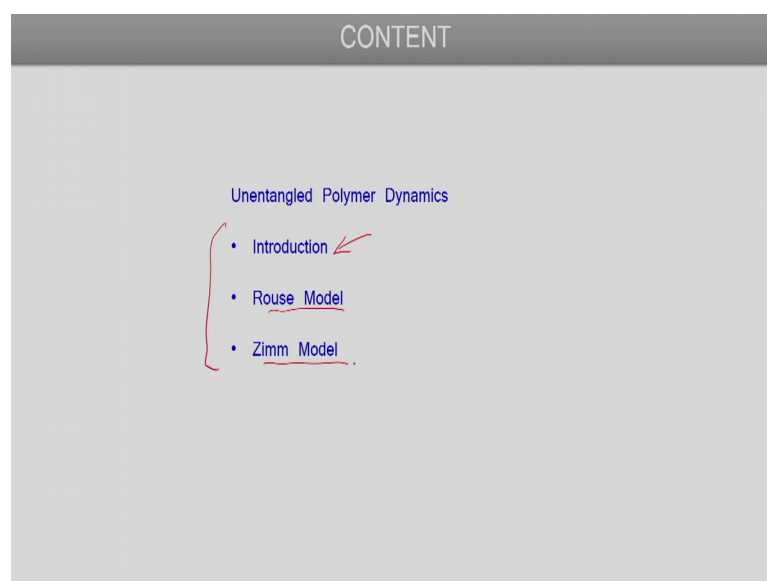 CONTENT
Unentangled Polymer Dynamics
• Introduction
• Rouse Model
• Zimm Model